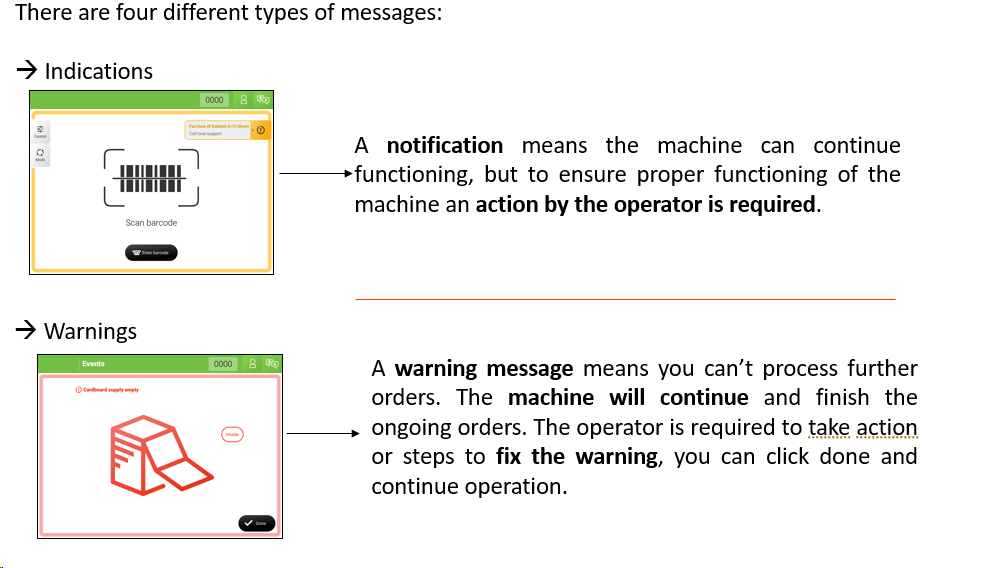 There are four different types of messages:
→ Indications
0000
Control
Mode
Fan fuse of Cabinet A (1) blown
Call local support
Scan barcode
Enter barcode
A notification means the machine can continue
functioning, but to ensure proper functioning of the
machine an action by the operator is required.
→ Warnings
Events
0000
Cardboard supply empty
Middle
Done
A warning message means you can’t process further
orders. The machine will continue and finish the
ongoing orders. The operator is required to take action
or steps to fix the warning, you can click done and
continue operation.